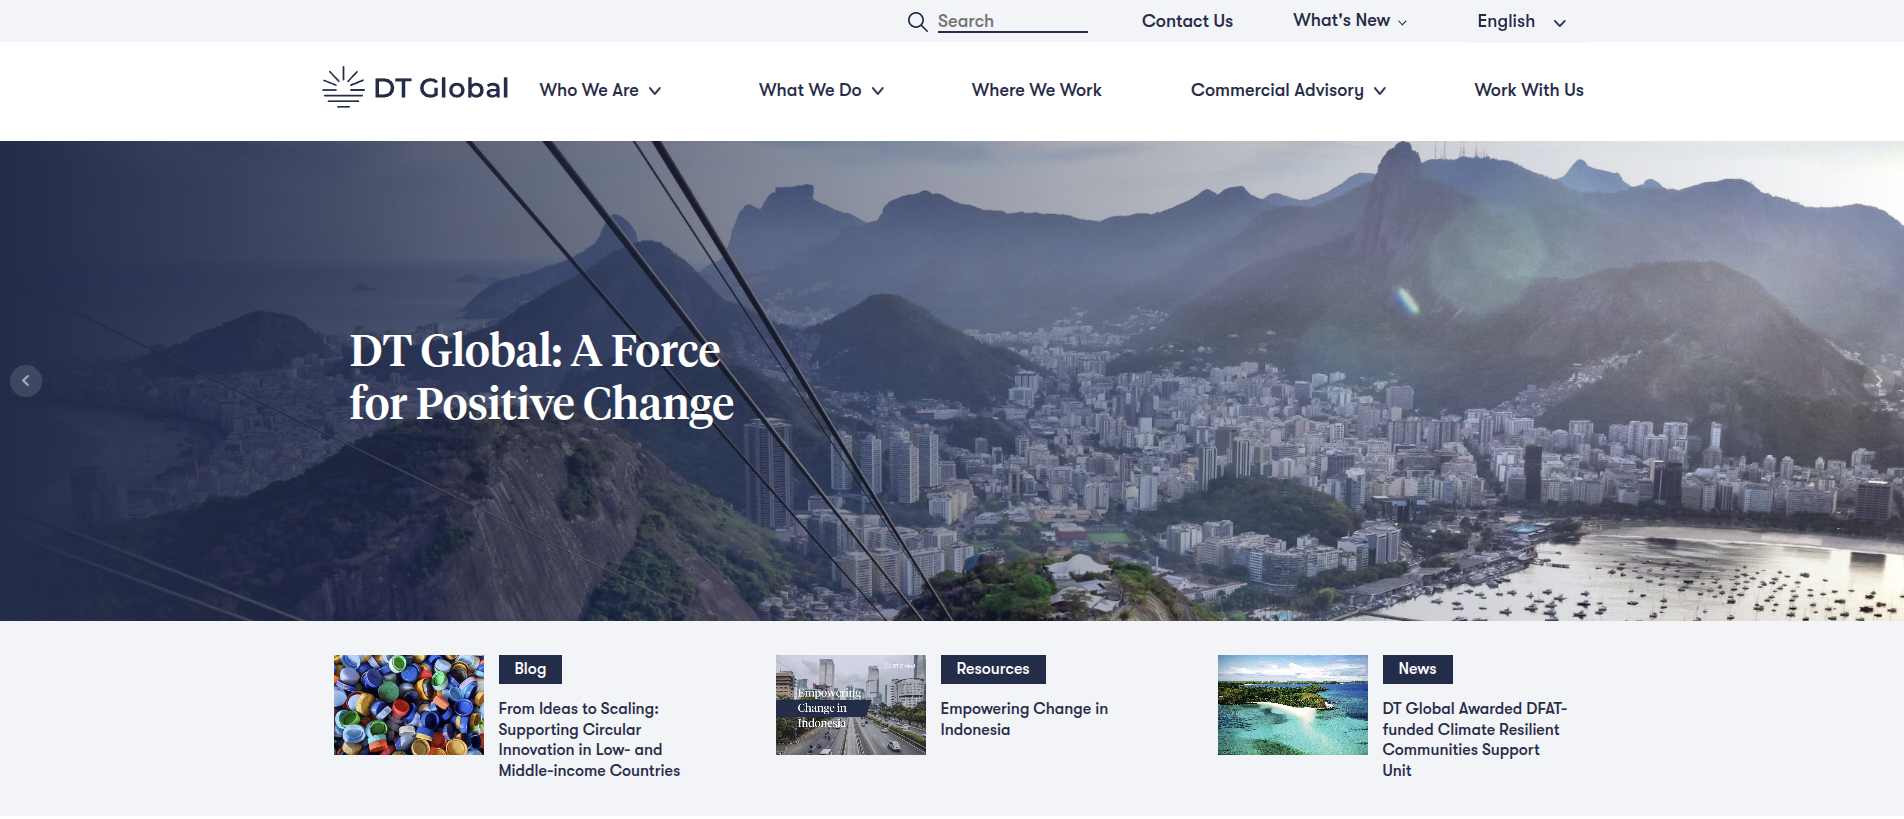 Search
Contact Us
What's New
English
DT Global
Who We Are
What We Do
Where We Work
Commercial Advisory
Work With Us
DT Global: A Force
for Positive Change
Blog
From Ideas to Scaling:
Supporting Circular
Innovation in Low- and
Middle-income Countries
DT Global
Empowering
Change in
Indonesia
Resources
Empowering Change in
Indonesia
News
DT Global Awarded DFAT-
funded Climate Resilient
Communities Support
Unit